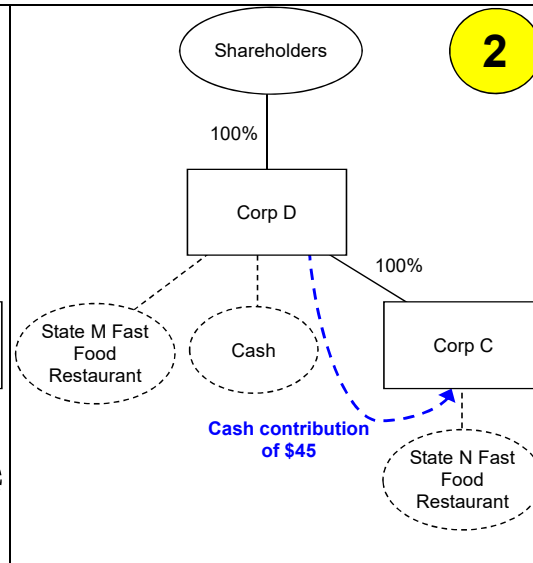 Shareholders
2
100%
Corp D
100%
State M Fast
Food
Restaurant
Cash
Corp C
Cash contribution
of $45
State N Fast
Food
Restaurant